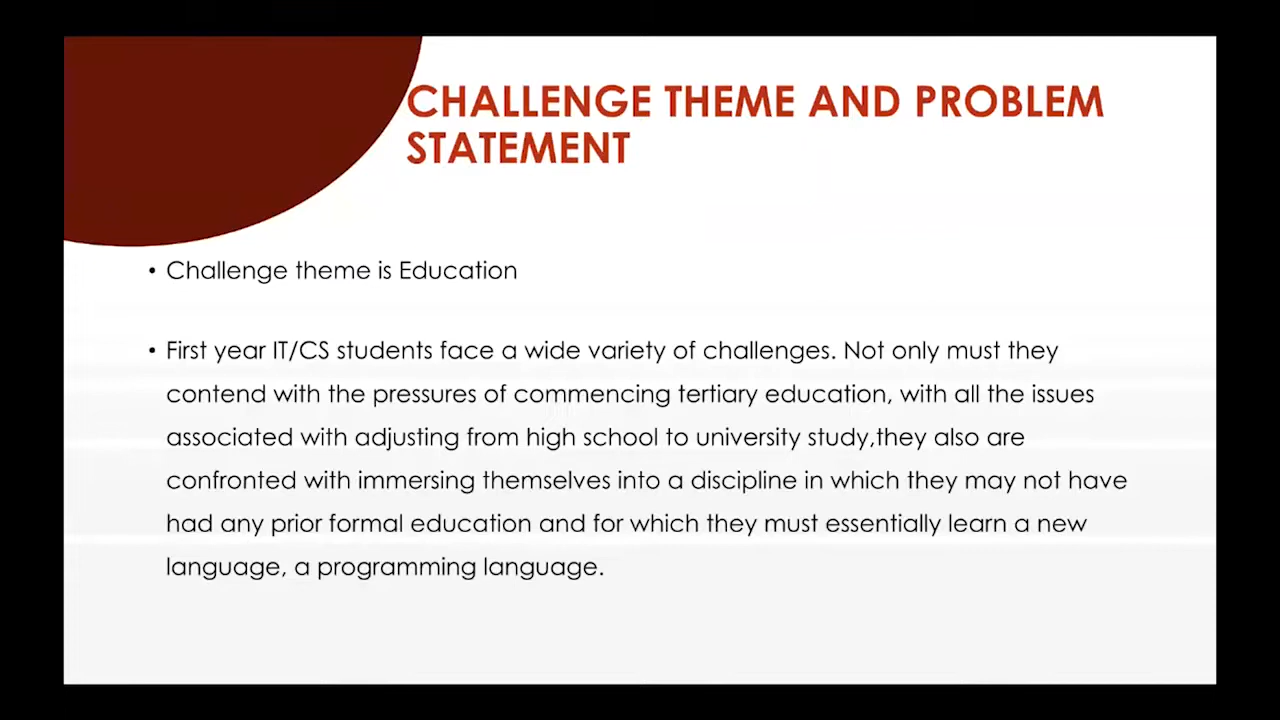 CHALLENGE THEME AND PROBLEM
STATEMENT
• Challenge theme is Education
• First year IT/CS students face a wide variety of challenges. Not only must they
contend with the pressures of commencing tertiary education, with all the issues
associated with adjusting from high school to university study,they also are
confronted with immersing themselves into a discipline in which they may not have
had any prior formal education and for which they must essentially learn a new
language, a programming language.